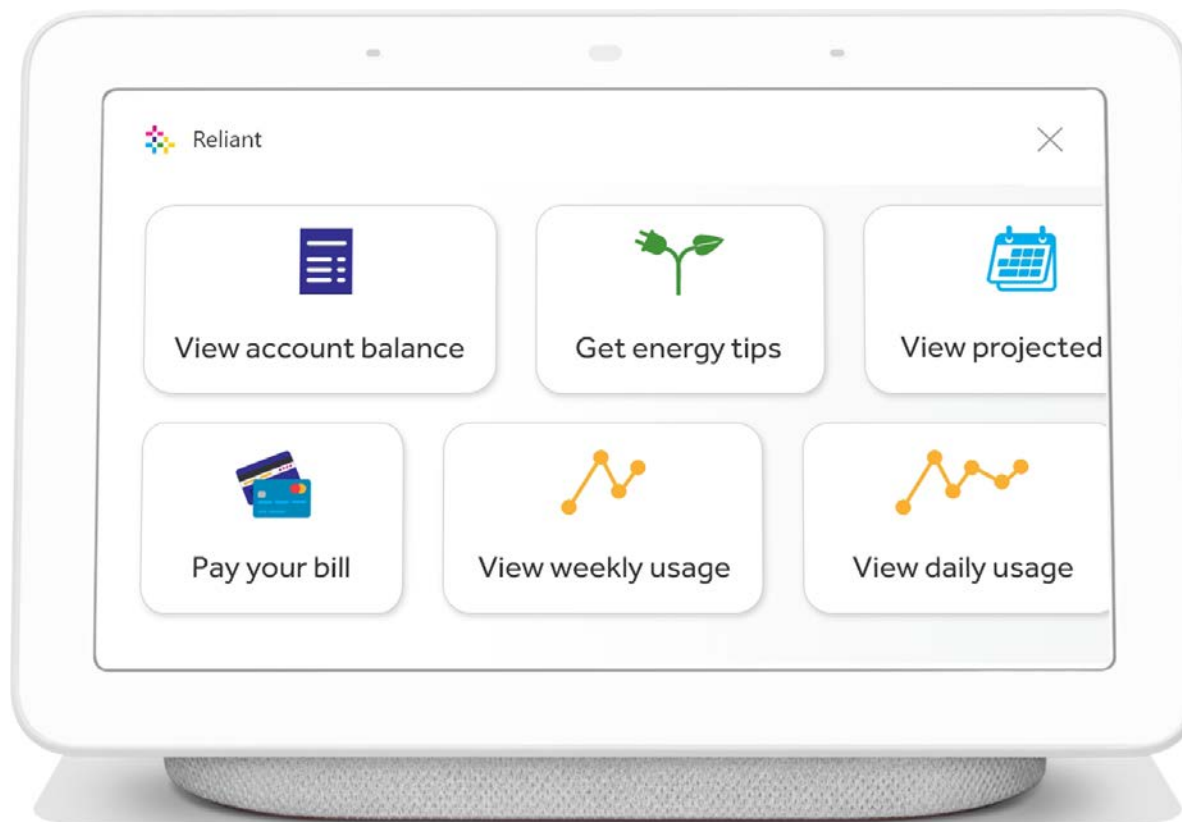 Reliant
View account balance
Get energy tips
View projected
Pay your bill
View weekly usage
View daily usage